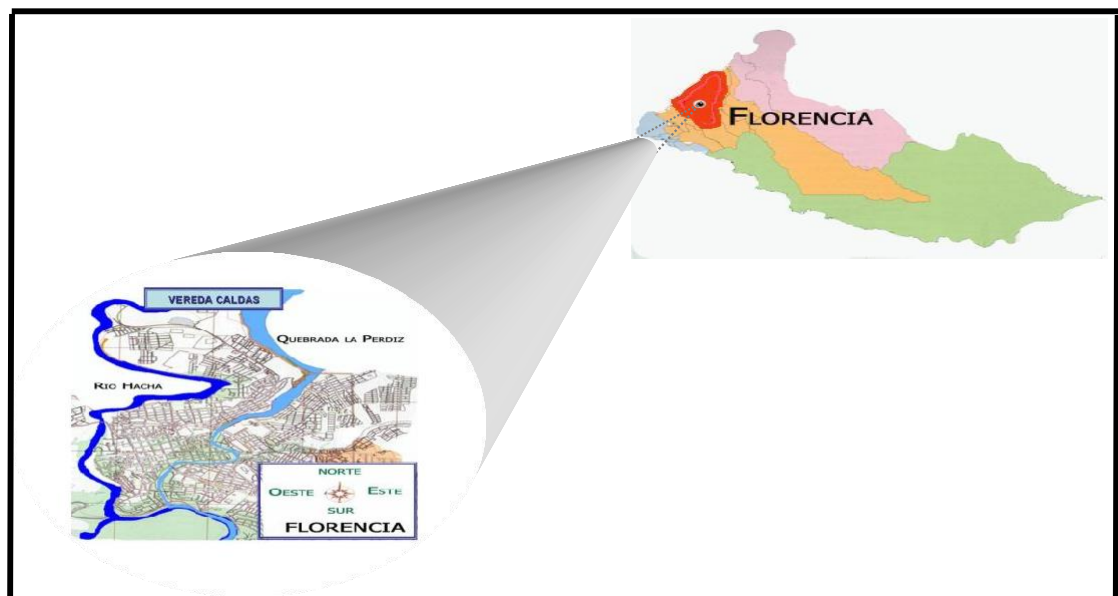 FLORENCIA
VEREDA CALDAS
QUEBRADA LA PERDIZ
RIO HACHA
NORTE
OESTE ESTE
SUR
FLORENCIA